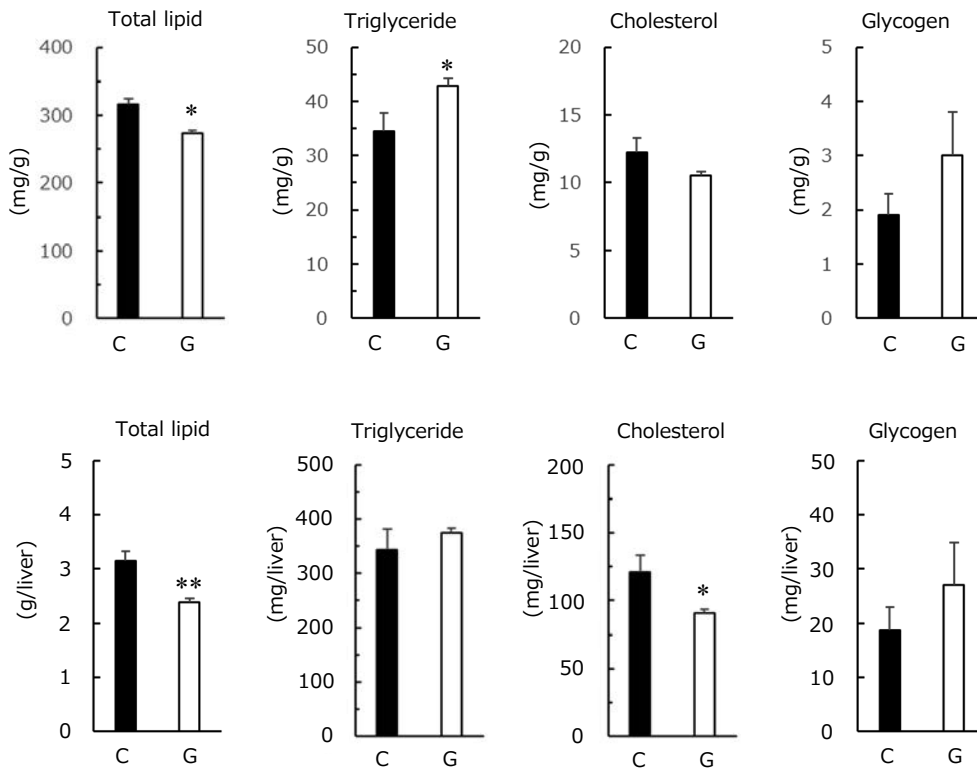 Total lipid
400
300
200
100
0
(mg/g)
*
C G
Triglyceride
50
40
30
20
10
0
(mg/g)
*
C G
Cholesterol
20
15
10
5
0
(mg/g)
C G
Glycogen
5
4
3
2
1
0
(mg/g)
C G
Total lipid
5
4
3
2
1
0
(g/liver)
**
C G
Triglyceride
500
400
300
200
100
0
(mg/liver)
C G
Cholesterol
200
150
100
50
0
(mg/liver)
*
C G
Glycogen
50
40
30
20
10
0
(mg/liver)
C G